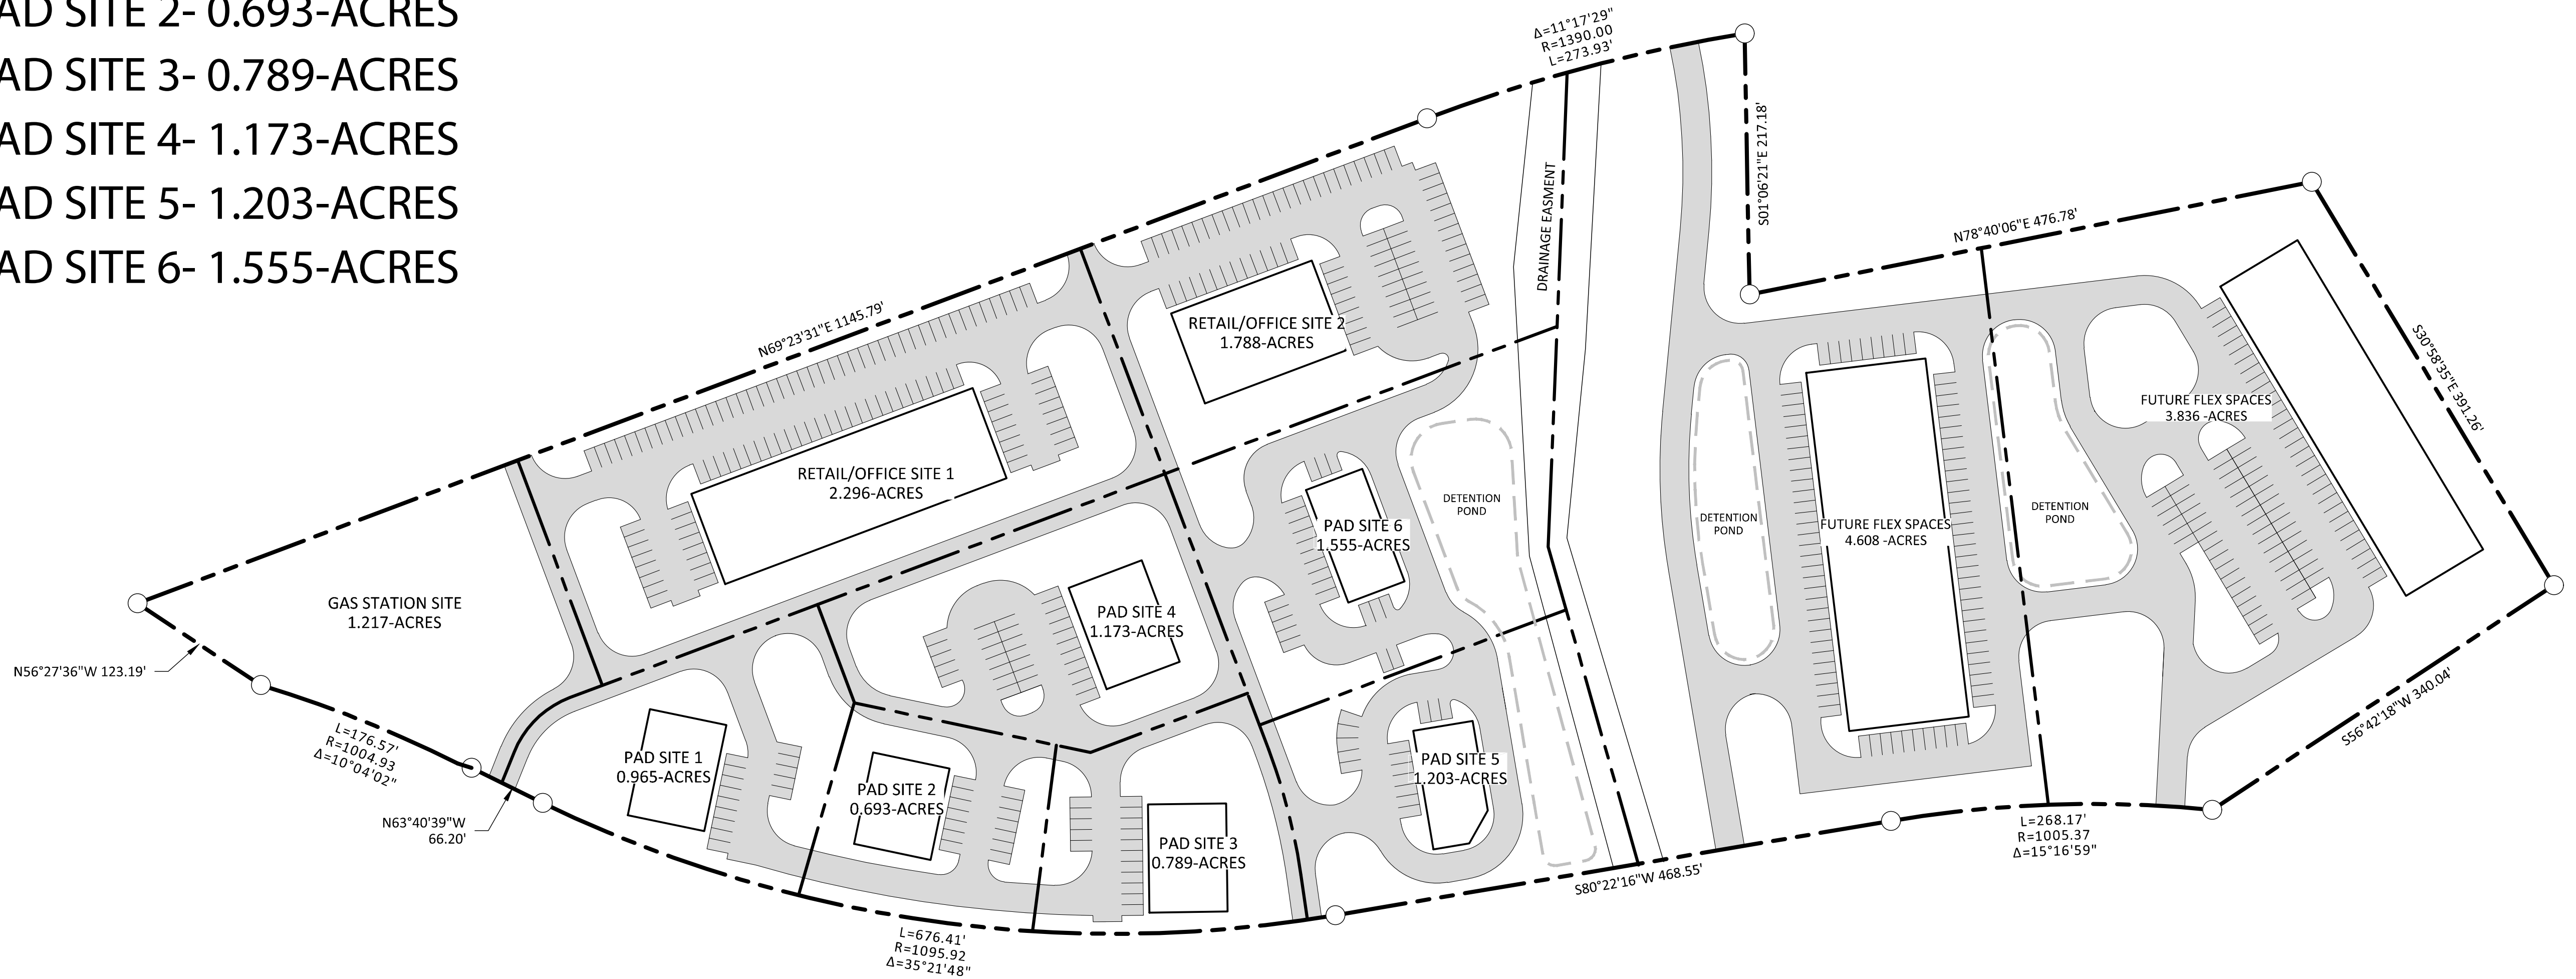 AD SITE 2- 0.693-ACRES
AD SITE 3- 0.789-ACRES
AD SITE 4- 1.173-ACRES
AD SITE 5- 1.203-ACRES
AD SITE 6- 1.555-ACRES
Δ=11°17'29"
R=1390.00
L=273.93'
S01°06'21"E 217.18'
N78°40'06"E 476.78'
S30°58'35"E 391.26'
DRAINAGE EASMENT
N69°23'31"E 1145.79'
RETAIL/OFFICE SITE 2
1.788-ACRES
FUTURE FLEX SPACES
3.836 -ACRES
RETAIL/OFFICE SITE 1
2.296-ACRES
DETENTION
POND
DETENTION
POND
DETENTION
POND
PAD SITE 6
1.555-ACRES
FUTURE FLEX SPACES
4.608 -ACRES
GAS STATION SITE
1.217-ACRES
PAD SITE 4
1.173-ACRES
N56°27'36"W 123.19'
L=176.57'
R=1004.93
Δ=10°04'02"
PAD SITE 1
0.965-ACRES
PAD SITE 2
0.693-ACRES
PAD SITE 5
1.203-ACRES
S56°42'18"W 340.04'
N63°40'39"W
66.20'
PAD SITE 3
0.789-ACRES
L=268.17'
R=1005.37
Δ=15°16'59"
S80°22'16"W 468.55'
L=676.41'
R=1095.92
Δ=35°21'48"